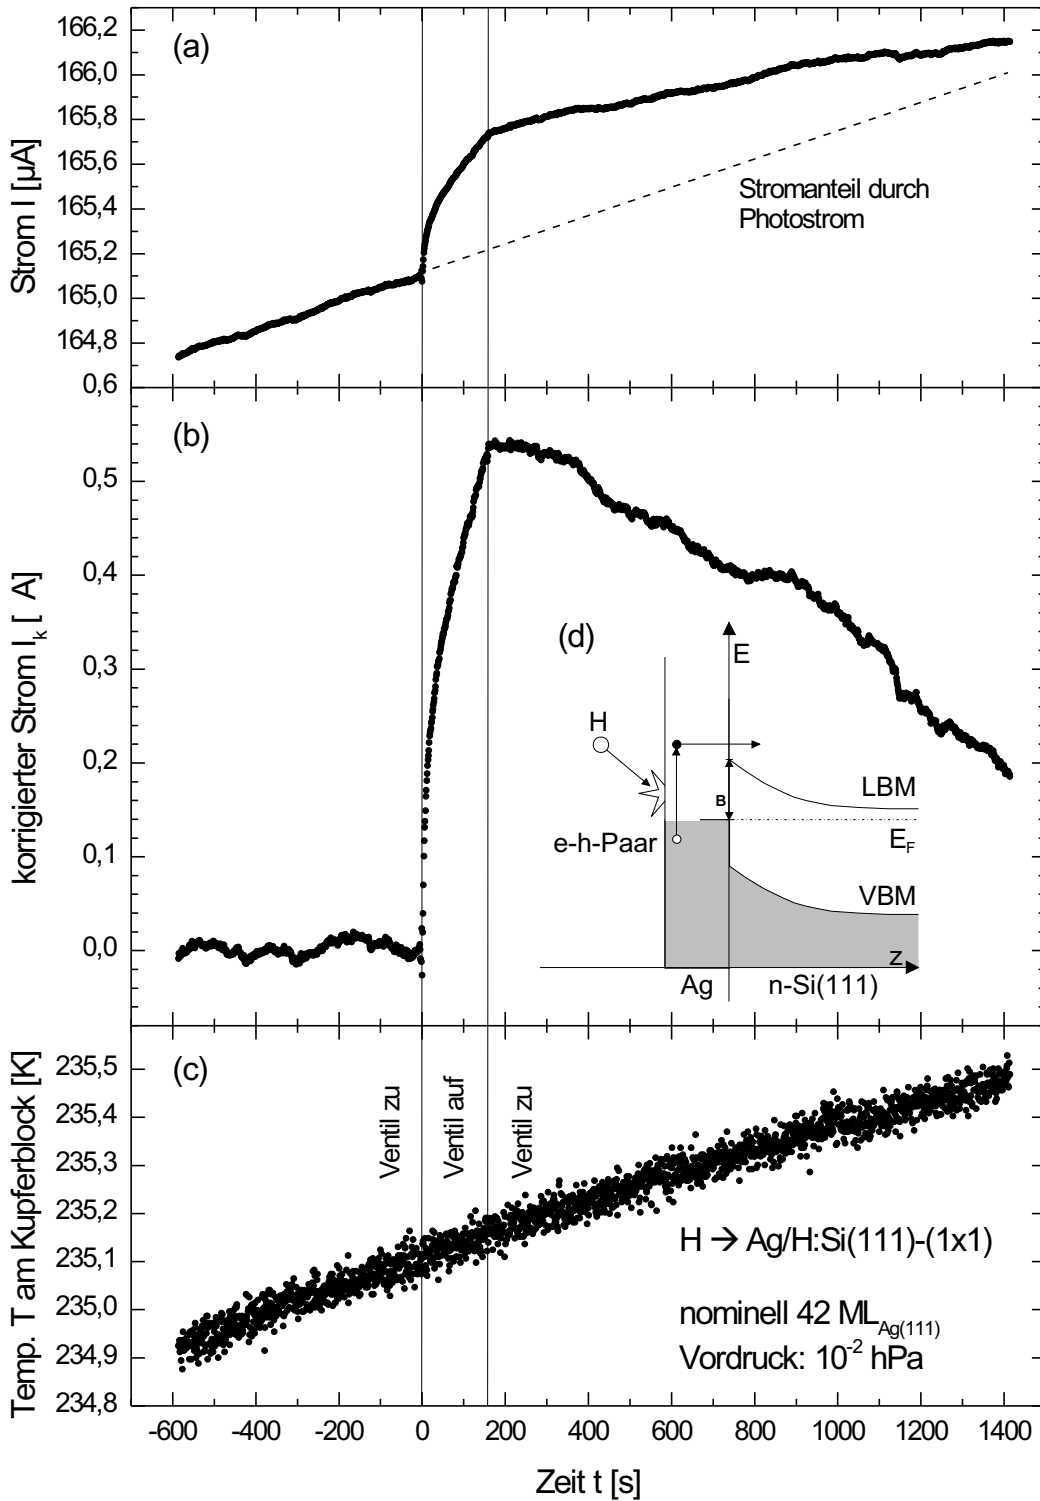 (a)
166,2
166,0
165,8
165,6
165,4
165,2
165,0
164,8
0,6
Strom I [µA]
Stromanteil durch
Photostrom
(b)
0,5
0,4
0,3
0,2
0,1
0,0
korrigierter Strom I_k [ A]
(d)
E
H
B
LBM
e-h-Paar
E_F
VBM
z
Ag
n-Si(111)
(c)
235,5
235,4
235,3
235,2
235,1
235,0
234,9
234,8
Temp. T am Kupferblock [K]
Ventil zu
Ventil auf
Ventil zu
H → Ag/H:Si(111)-(1x1)
nominell 42 ML_Ag(111)
Vordruck: 10^-2 hPa
-600 -400 -200 0 200 400 600 800 1000 1200 1400
Zeit t [s]